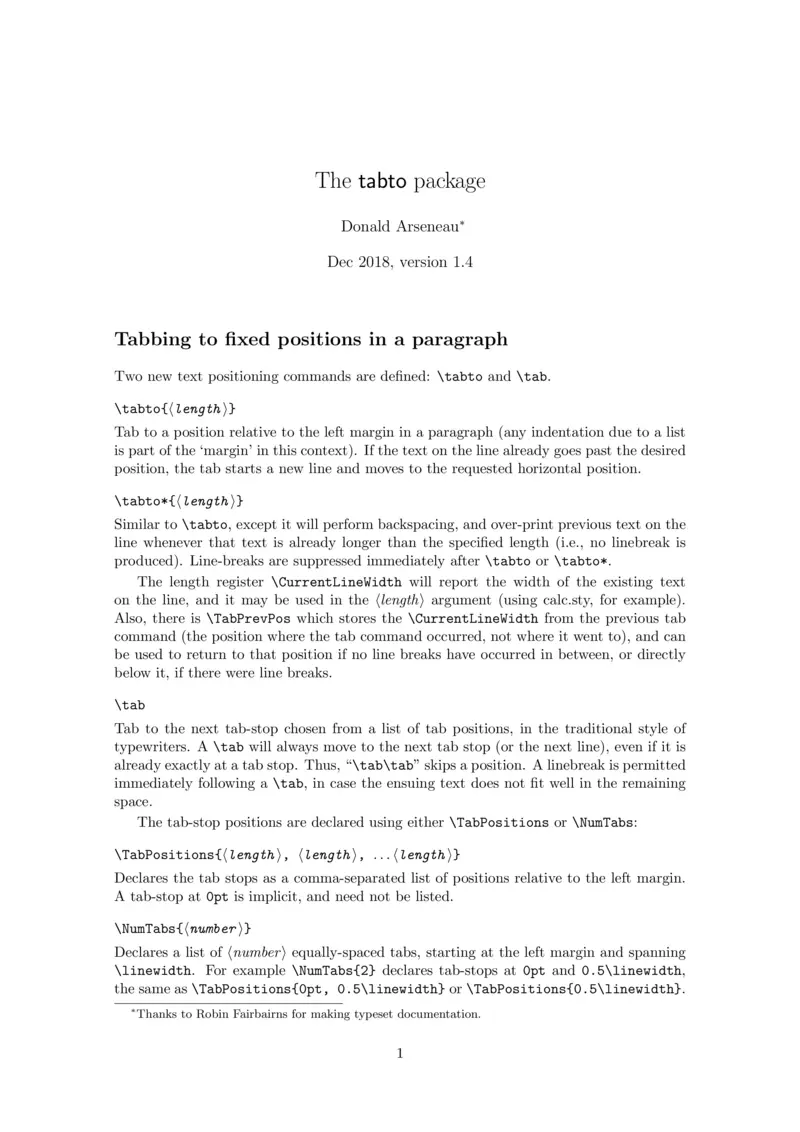 The tabto package
Donald Arseneau*
Dec 2018, version 1.4
Tabbing to fixed positions in a paragraph
Two new text positioning commands are defined: \tabto and \tab.
\tabto{⟨length⟩}
Tab to a position relative to the left margin in a paragraph (any indentation due to a list
is part of the ‘margin’ in this context). If the text on the line already goes past the desired
position, the tab starts a new line and moves to the requested horizontal position.
\tabto*{⟨length⟩}
Similar to \tabto, except it will perform backspacing, and over-print previous text on the
line whenever that text is already longer than the specified length (i.e., no linebreak is
produced). Line-breaks are suppressed immediately after \tabto or \tabto*.
The length register \CurrentLineWidth will report the width of the existing text
on the line, and it may be used in the ⟨length⟩ argument (using calc.sty, for example).
Also, there is \TabPrevPos which stores the \CurrentLineWidth from the previous tab
command (the position where the tab command occurred, not where it went to), and can
be used to return to that position if no line breaks have occurred in between, or directly
below it, if there were line breaks.
\tab
Tab to the next tab-stop chosen from a list of tab positions, in the traditional style of
typewriters. A \tab will always move to the next tab stop (or the next line), even if it is
already exactly at a tab stop. Thus, “\tab\tab” skips a position. A linebreak is permitted
immediately following a \tab, in case the ensuing text does not fit well in the remaining
space.
The tab-stop positions are declared using either \TabPositions or \NumTabs:
\TabPositions{⟨length⟩, ⟨length⟩, ...⟨length⟩}
Declares the tab stops as a comma-separated list of positions relative to the left margin.
A tab-stop at 0pt is implicit, and need not be listed.
\NumTabs{⟨number⟩}
Declares a list of ⟨number⟩ equally-spaced tabs, starting at the left margin and spanning
\linewidth. For example \NumTabs{2} declares tab-stops at 0pt and 0.5\linewidth,
the same as \TabPositions{0pt, 0.5\linewidth} or \TabPositions{0.5\linewidth}.
*Thanks to Robin Fairbairns for making typeset documentation.
1